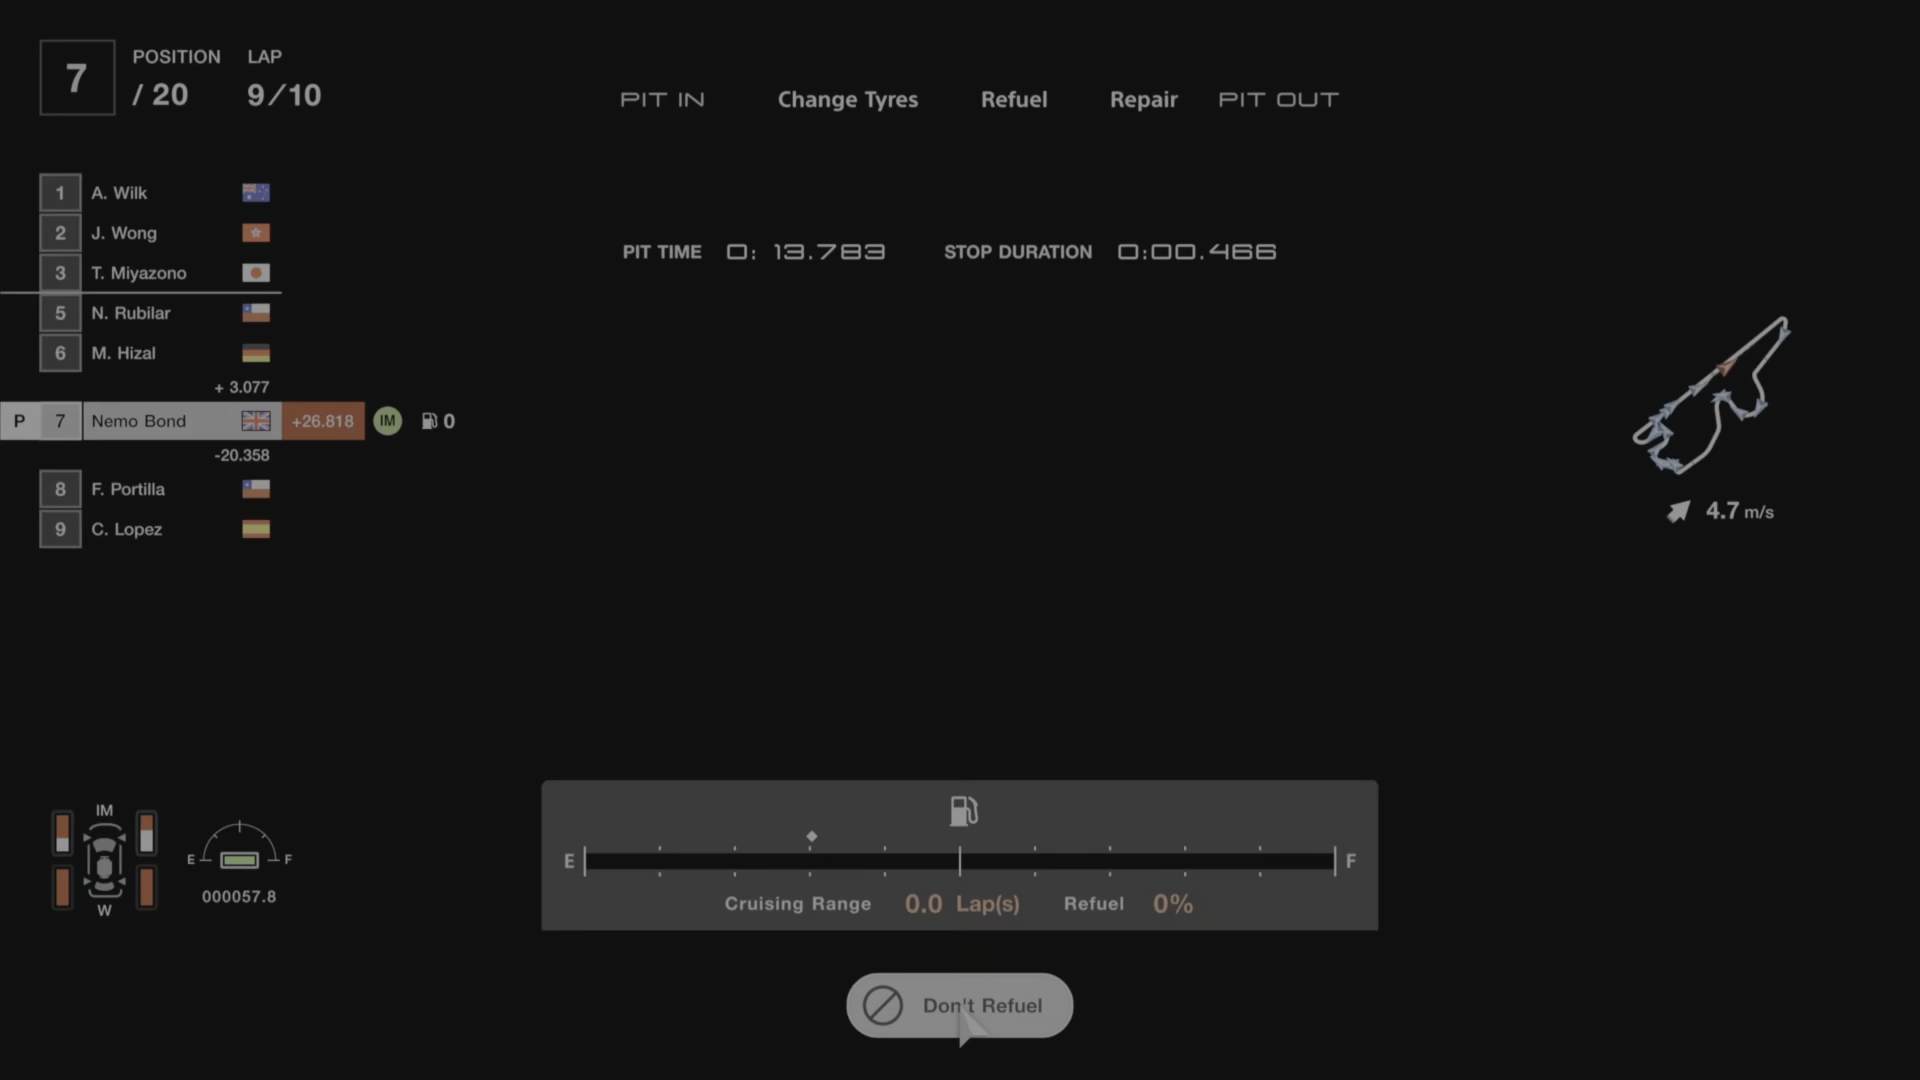 7
POSITION
/ 20
LAP
9/10
PIT IN
Change Tyres
Refuel
Repair
PIT OUT
PIT TIME 0: 13.783
STOP DURATION 0:00.466
1 A. Wilk
2 J. Wong
3 T. Miyazono
5 N. Rubilar
6 M. Hizal
+ 3.077
P 7 Nemo Bond +26.818 IM 0
-20.358
8 F. Portilla
9 C. Lopez
4.7 m/s
IM
W
E F
000057.8
E F
Cruising Range 0.0 Lap(s) Refuel 0%
Don't Refuel